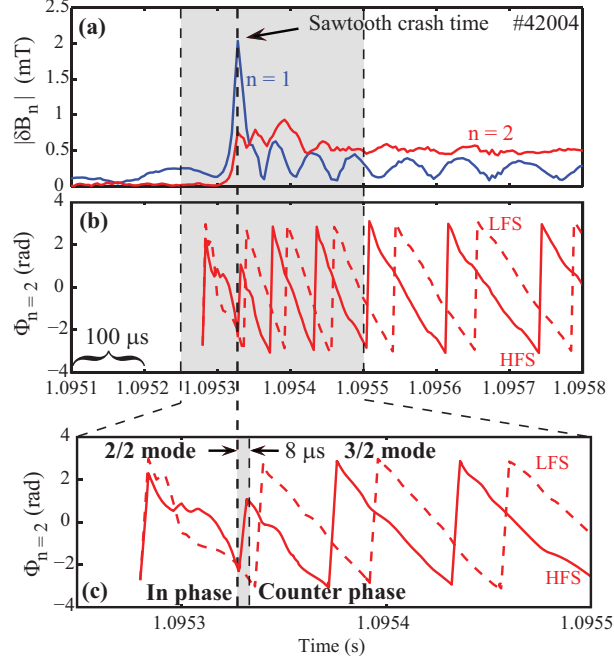 Sawtooth crash time #42004
(a)
|δBn| (mT)
2.5
2
1.5
1
0.5
0
n = 1
n = 2
(b)
Φn = 2 (rad)
4
2
0
−2
−4
LFS
HFS
100 μs
1.0951 1.0952 1.0953 1.0954 1.0955 1.0956 1.0957 1.0958
2/2 mode 8 μs 3/2 mode
Φn = 2 (rad)
4
2
0
−2
−4
LFS
HFS
(c) In phase Counter phase
1.0953 1.0954 1.0955
Time (s)